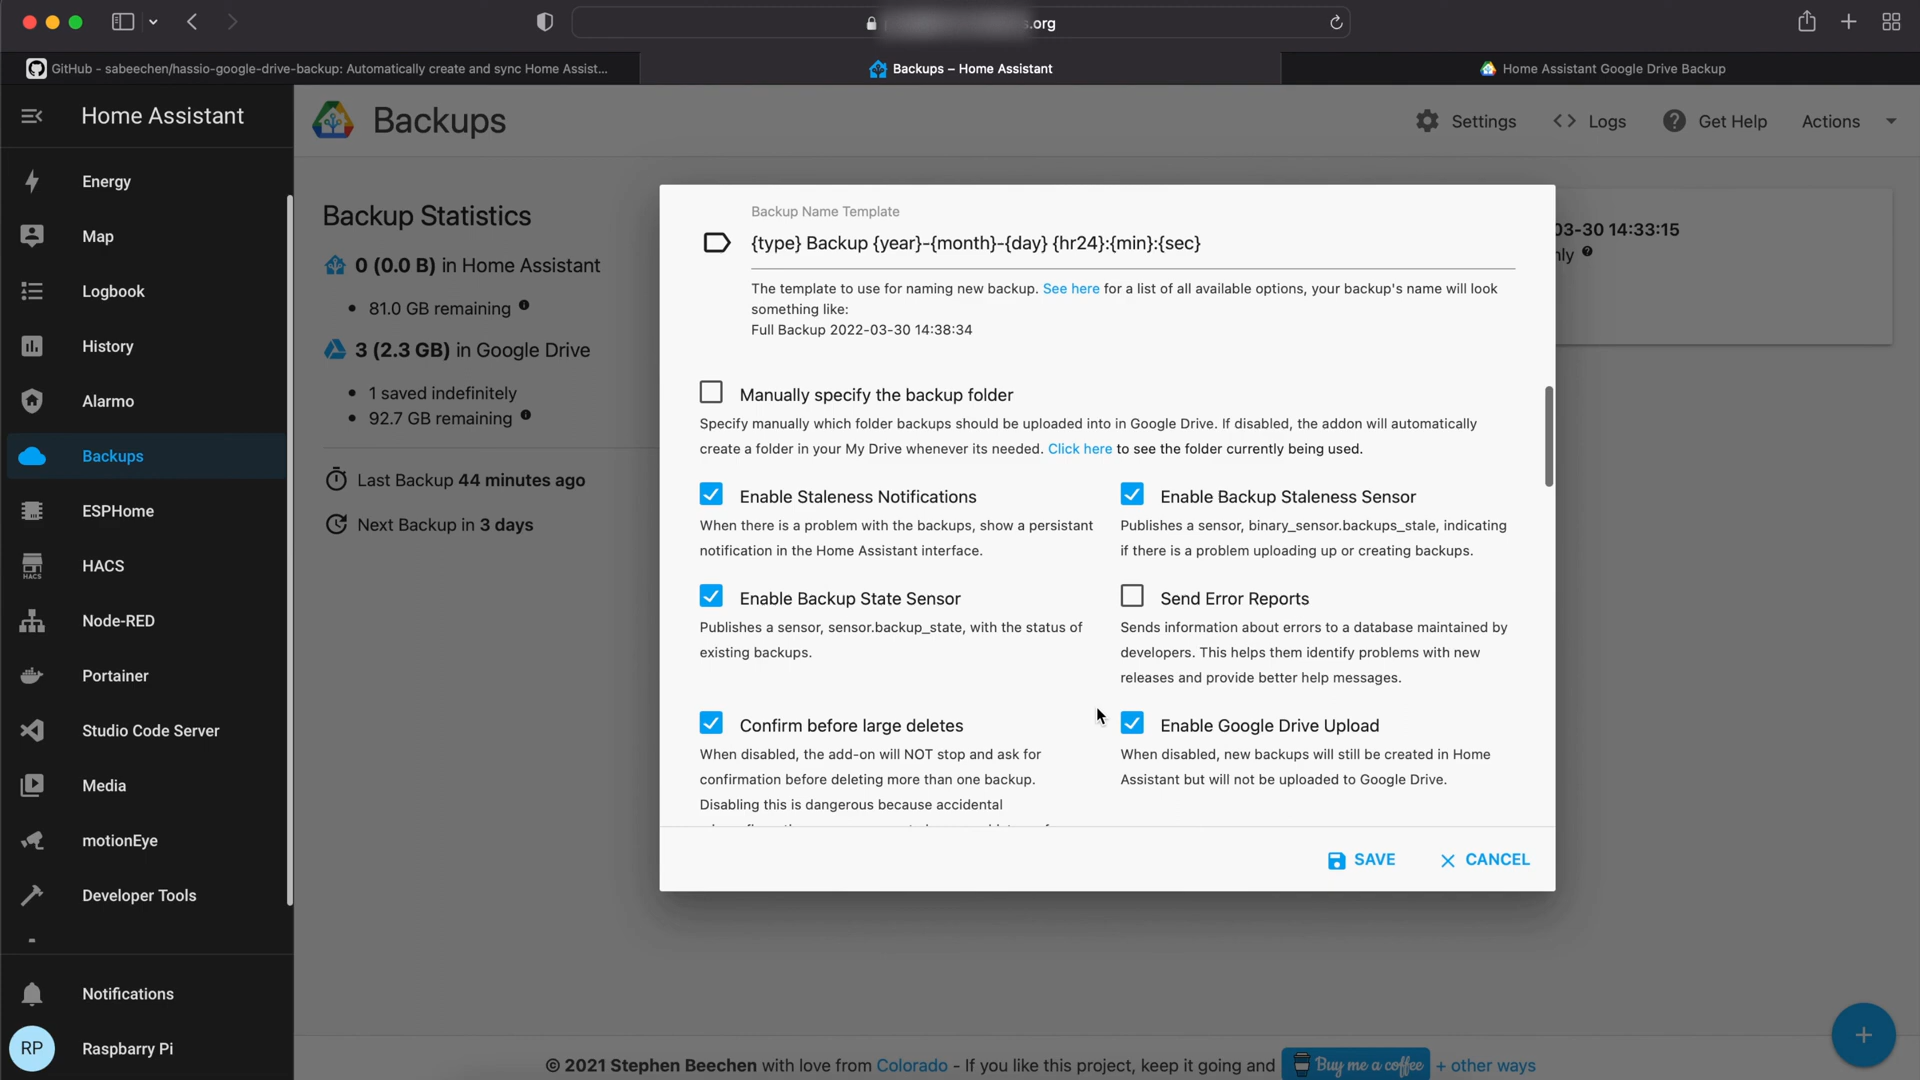 .org
GitHub - sabeechen/hassio-google-drive-backup: Automatically create and sync Home Assist...
Backups – Home Assistant
Home Assistant Google Drive Backup
Home Assistant
Backups
Settings
Logs
Get Help
Actions
Energy
Map
Logbook
History
Alarmo
Backups
ESPHome
HACS
HACS
Node-RED
Portainer
Studio Code Server
Media
motionEye
Developer Tools
Notifications
RP
Raspbarry Pi
Backup Statistics
0 (0.0 B) in Home Assistant
• 81.0 GB remaining
3 (2.3 GB) in Google Drive
• 1 saved indefinitely
• 92.7 GB remaining
Last Backup 44 minutes ago
Next Backup in 3 days
03-30 14:33:15
Backup Name Template
{type} Backup {year}-{month}-{day} {hr24}:{min}:{sec}
The template to use for naming new backup. See here for a list of all available options, your backup's name will look
something like:
Full Backup 2022-03-30 14:38:34
Manually specify the backup folder
Specify manually which folder backups should be uploaded into in Google Drive. If disabled, the addon will automatically
create a folder in your My Drive whenever its needed. Click here to see the folder currently being used.
Enable Staleness Notifications
When there is a problem with the backups, show a persistant
notification in the Home Assistant interface.
Enable Backup Staleness Sensor
Publishes a sensor, binary_sensor.backups_stale, indicating
if there is a problem uploading up or creating backups.
Enable Backup State Sensor
Publishes a sensor, sensor.backup_state, with the status of
existing backups.
Send Error Reports
Sends information about errors to a database maintained by
developers. This helps them identify problems with new
releases and provide better help messages.
Confirm before large deletes
When disabled, the add-on will NOT stop and ask for
confirmation before deleting more than one backup.
Disabling this is dangerous because accidental
Enable Google Drive Upload
When disabled, new backups will still be created in Home
Assistant but will not be uploaded to Google Drive.
SAVE
CANCEL
© 2021 Stephen Beechen with love from Colorado - If you like this project, keep it going and
Buy me a coffee
+ other ways